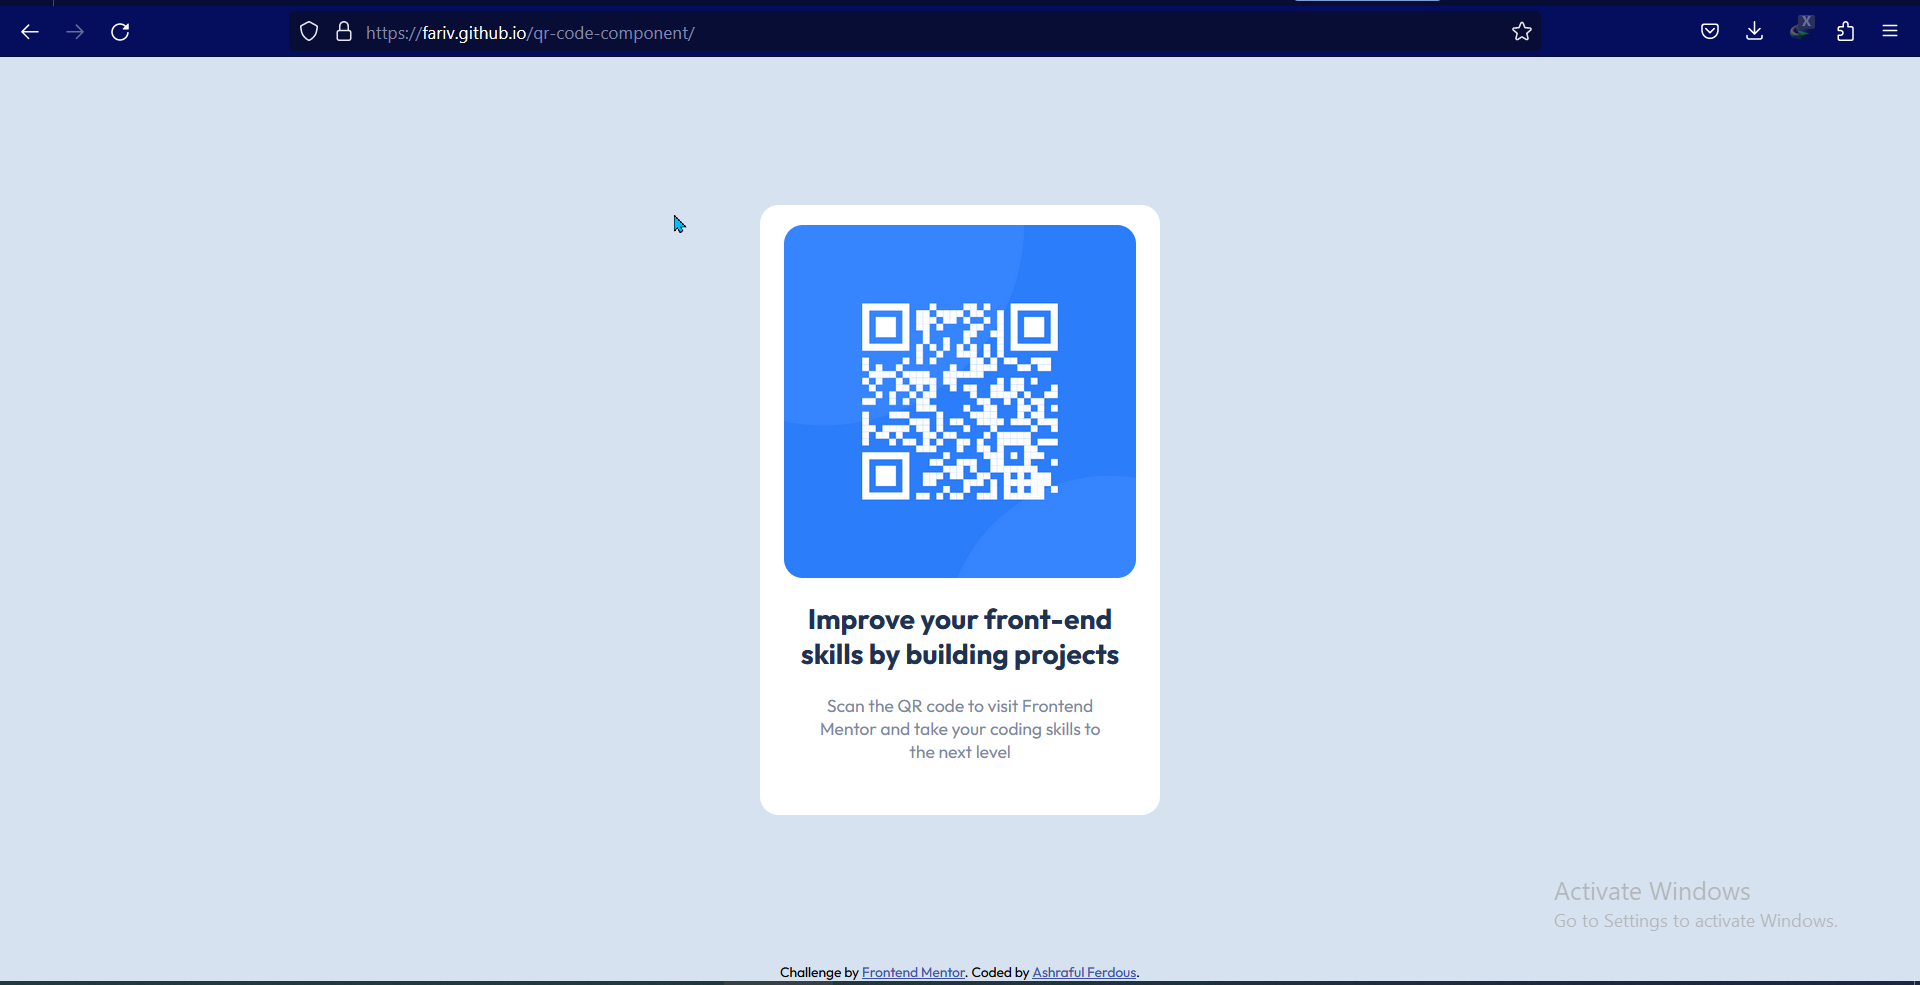 https://fariv.github.io/qr-code-component/
X
Improve your front-end
skills by building projects
Scan the QR code to visit Frontend
Mentor and take your coding skills to
the next level
Activate Windows
Go to Settings to activate Windows.
Challenge by Frontend Mentor. Coded by Ashraful Ferdous.